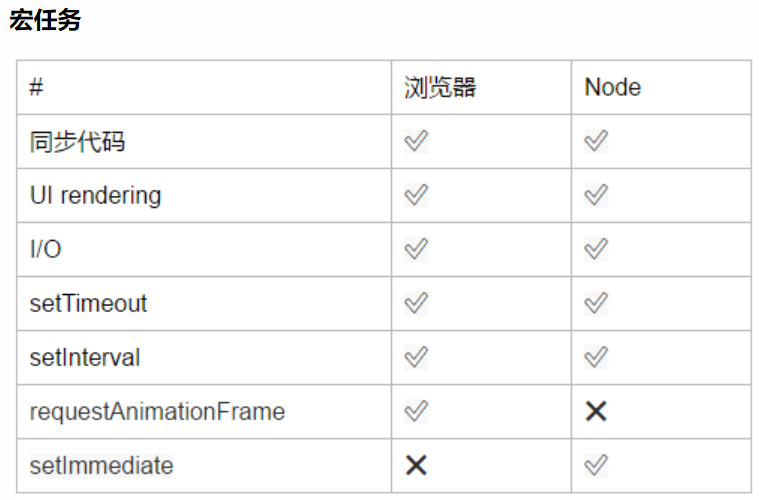 宏任务
# 浏览器 Node
同步代码 ✅ ✅
UI rendering ✅ ✅
I/O ✅ ✅
setTimeout ✅ ✅
setInterval ✅ ✅
requestAnimationFrame ✅ ❌
setImmediate ❌ ✅